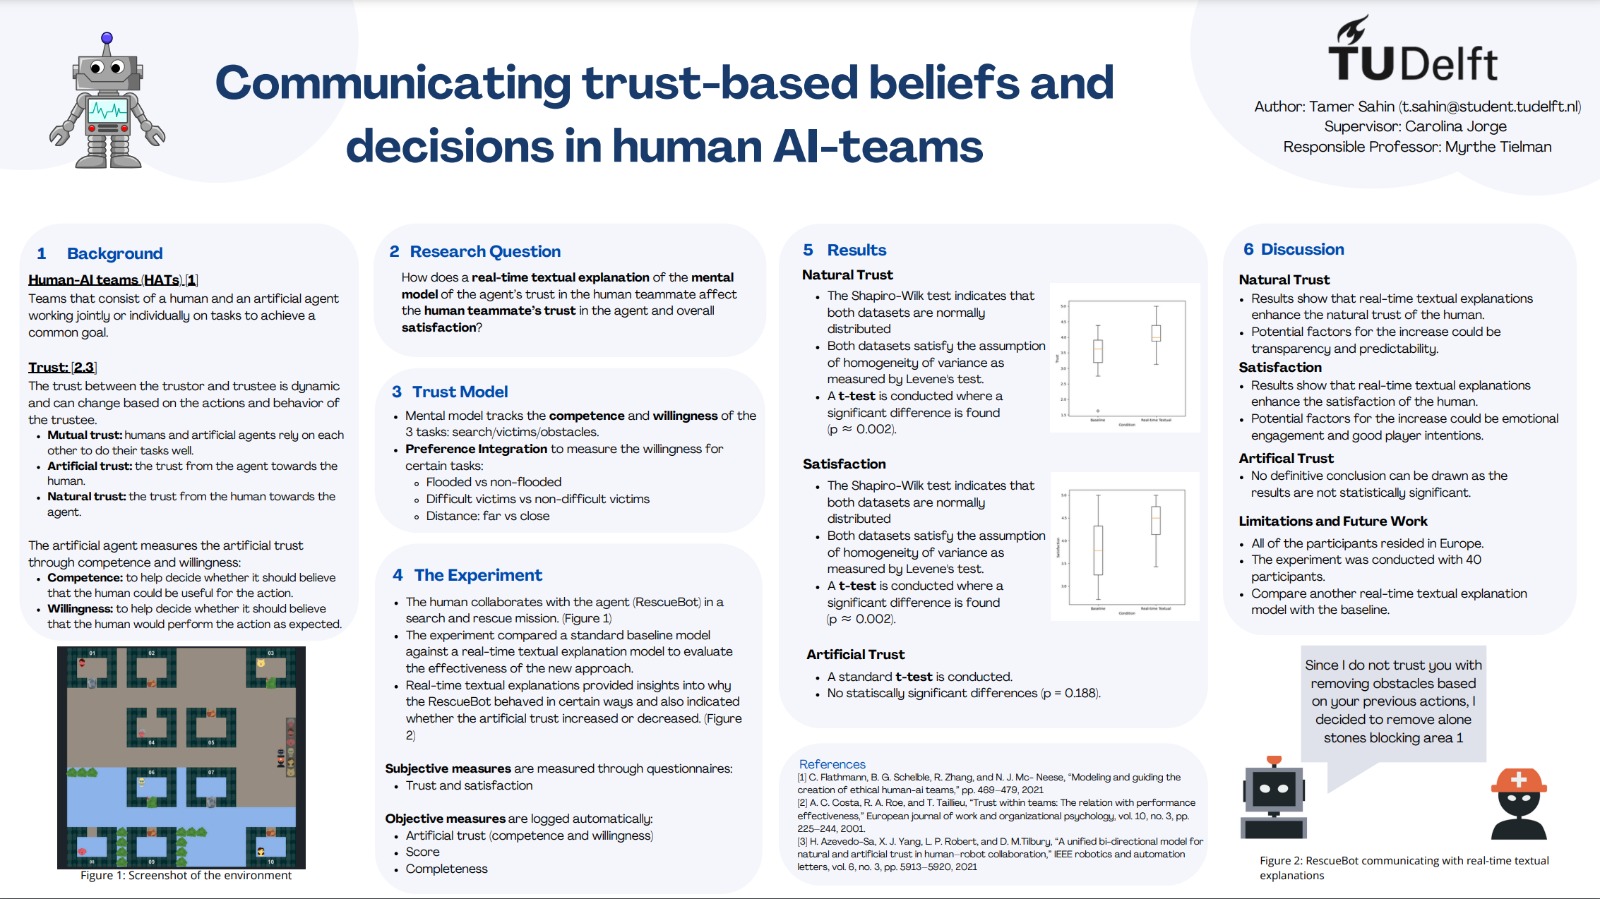 Communicating trust-based beliefs and
decisions in human AI-teams
TU Delft
Author: Tamer Sahin (t.sahin@student.tudelft.nl)
Supervisor: Carolina Jorge
Responsible Professor: Myrthe Tielman
1 Background
Human-AI teams (HATs) [1]
Teams that consist of a human and an artificial agent
working jointly or individually on tasks to achieve a
common goal.
Trust: [2,3]
The trust between the trustor and trustee is dynamic
and can change based on the actions and behavior of
the trustee.
• Mutual trust: humans and artificial agents rely on each
other to do their tasks well.
• Artificial trust: the trust from the agent towards the
human.
• Natural trust: the trust from the human towards the
agent.
The artificial agent measures the artificial trust
through competence and willingness:
• Competence: to help decide whether it should believe
that the human could be useful for the action.
• Willingness: to help decide whether it should believe
that the human would perform the action as expected.
01 02 03
04 05
06 07
08 09 10
Figure 1: Screenshot of the environment
2 Research Question
How does a real-time textual explanation of the mental
model of the agent's trust in the human teammate affect
the human teammate's trust in the agent and overall
satisfaction?
3 Trust Model
• Mental model tracks the competence and willingness of the
3 tasks: search/victims/obstacles.
• Preference Integration to measure the willingness for
certain tasks:
◦ Flooded vs non-flooded
◦ Difficult victims vs non-difficult victims
◦ Distance: far vs close
4 The Experiment
• The human collaborates with the agent (RescueBot) in a
search and rescue mission. (Figure 1)
• The experiment compared a standard baseline model
against a real-time textual explanation model to evaluate
the effectiveness of the new approach.
• Real-time textual explanations provided insights into why
the RescueBot behaved in certain ways and also indicated
whether the artificial trust increased or decreased. (Figure
2)
Subjective measures are measured through questionnaires:
• Trust and satisfaction
Objective measures are logged automatically:
• Artificial trust (competence and willingness)
• Score
• Completeness
5 Results
Natural Trust
• The Shapiro-Wilk test indicates that
both datasets are normally
distributed
• Both datasets satisfy the assumption
of homogeneity of variance as
measured by Levene's test.
• A t-test is conducted where a
significant difference is found
(p ≈ 0.002).
Trust
Baseline Real-time Textual
Condition
Satisfaction
• The Shapiro-Wilk test indicates that
both datasets are normally
distributed
• Both datasets satisfy the assumption
of homogeneity of variance as
measured by Levene's test.
• A t-test is conducted where a
significant difference is found
(p ≈ 0.002).
Satisfaction
Baseline Real-time Textual
Condition
Artificial Trust
• A standard t-test is conducted.
• No statiscally significant differences (p = 0.188).
References
[1] C. Flathmann, B. G. Schelble, R. Zhang, and N. J. Mc- Neese, "Modeling and guiding the
creation of ethical human-ai teams," pp. 469–479, 2021
[2] A. C. Costa, R. A. Roe, and T. Taillieu, "Trust within teams: The relation with performance
effectiveness," European journal of work and organizational psychology, vol. 10, no. 3, pp.
225–244, 2001.
[3] H. Azevedo-Sa, X. J. Yang, L. P. Robert, and D. M.Tilbury, "A unified bi-directional model for
natural and artificial trust in human–robot collaboration," IEEE robotics and automation
letters, vol. 6, no. 3, pp. 5913–5920, 2021
6 Discussion
Natural Trust
• Results show that real-time textual explanations
enhance the natural trust of the human.
• Potential factors for the increase could be
transparency and predictability.
Satisfaction
• Results show that real-time textual explanations
enhance the satisfaction of the human.
• Potential factors for the increase could be emotional
engagement and good player intentions.
Artifical Trust
• No definitive conclusion can be drawn as the
results are not statistically significant.
Limitations and Future Work
• All of the participants resided in Europe.
• The experiment was conducted with 40
participants.
• Compare another real-time textual explanation
model with the baseline.
Since I do not trust you with
removing obstacles based
on your previous actions, I
decided to remove alone
stones blocking area 1
Figure 2: RescueBot communicating with real-time textual
explanations